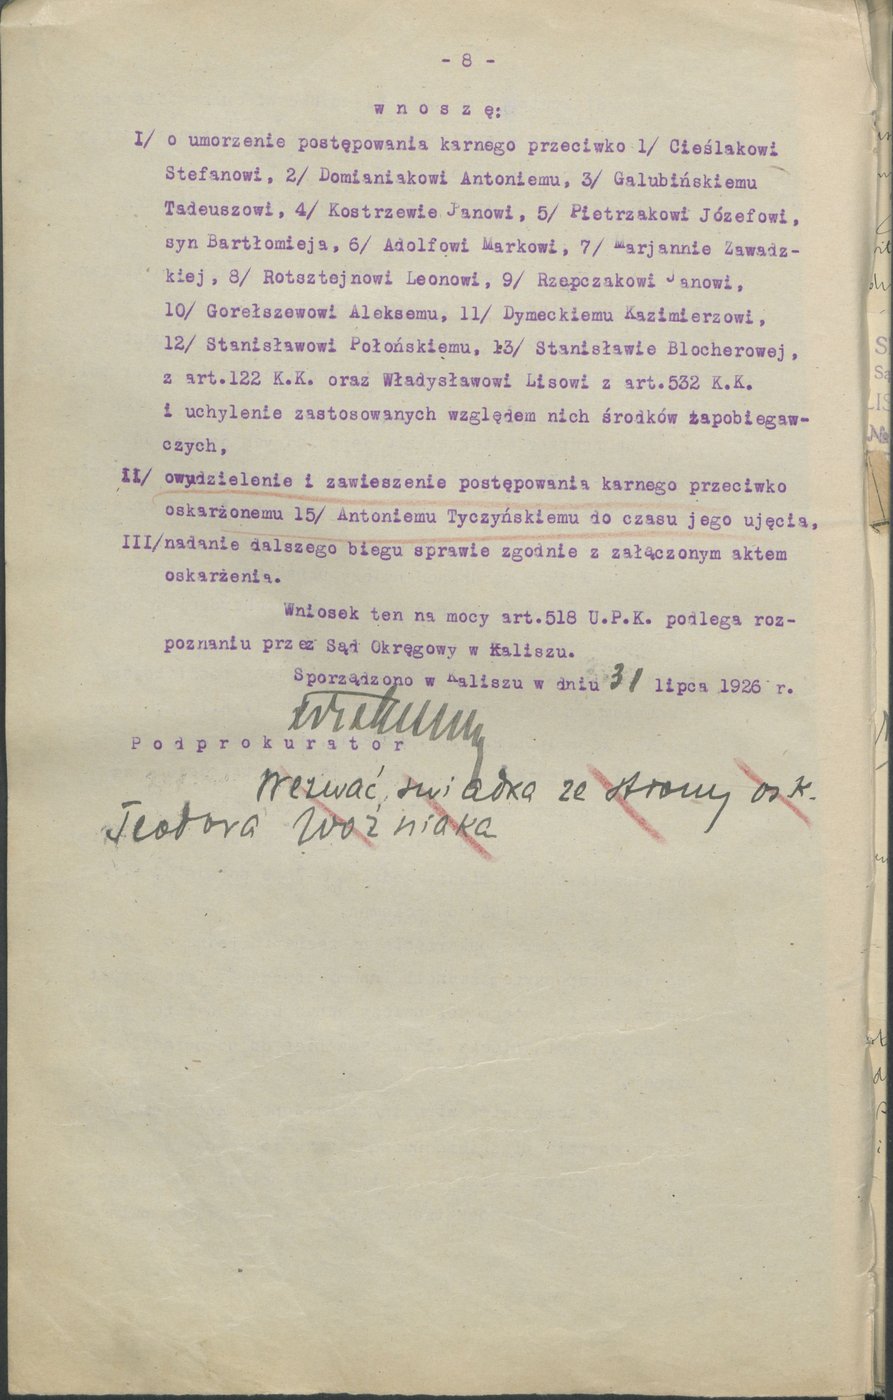 - 8 -
w n o s z ę:
I/ o umorzenie postępowania karnego przeciwko 1/ Cieślakowi
Stefanowi, 2/ Domianiakowi Antoniemu, 3/ Galubińskiemu
Tadeuszowi, 4/ Kostrzewie Janowi, 5/ Pietrzakowi Józefowi,
syn Bartłomieja, 6/ Adolfowi Markowi, 7/ Marjannie Zawadz-
kiej, 8/ Rotsztejnowi Leonowi, 9/ Rzepczakowi Janowi,
10/ Gorełszewowi Aleksemu, 11/ Dymeckiemu Kazimierzowi,
12/ Stanisławowi Połońskiemu, 13/ Stanisławie Blocherowej,
z art.122 K.K. oraz Władysławowi Lisowi z art.532 K.K.
i uchylenie zastosowanych względem nich środków zapobiegaw-
czych,
II/ owydzielenie i zawieszenie postępowania karnego przeciwko
oskarżonemu 15/ Antoniemu Tyczyńskiemu do czasu jego ujęcia,
III/nadanie dalszego biegu sprawie zgodnie z załączonym aktem
oskarżenia.
Wniosek ten na mocy art.518 U.P.K. podlega roz-
poznaniu przez Sąd Okręgowy w Kaliszu.
Sporządzono w Kaliszu w dniu 31 lipca 1926 r.
P o d p r o k u r a t o r
Wezwać świadka ze strony osk.
Teodora Woźniaka